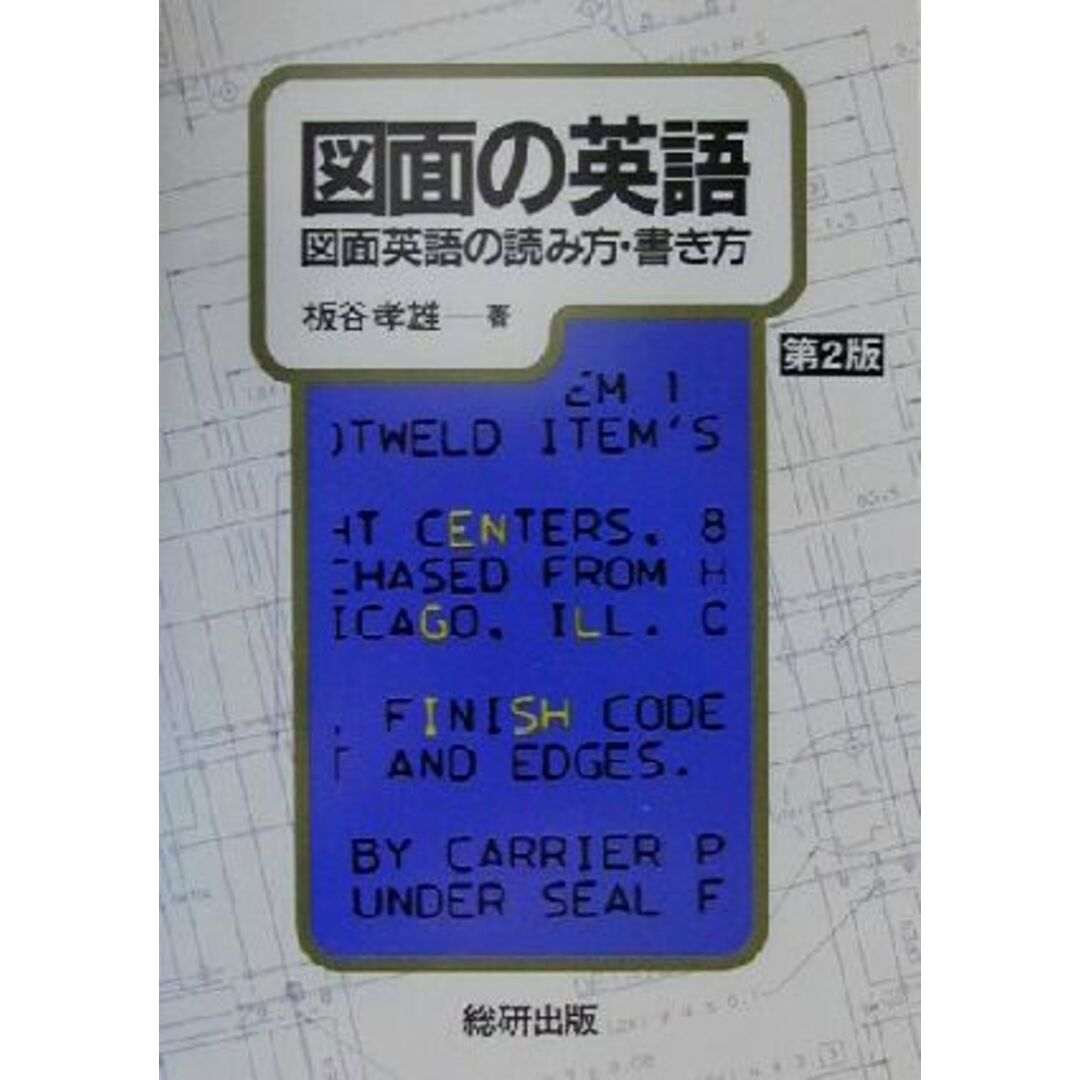 図面の英語
図面英語の読み方・書き方
板谷孝雄 著
第2版
EM 1
OTWELD ITEM'S
HT CENTERS. 8
CHASED FROM H
ICAGO, ILL. C
. FINISH CODE
T AND EDGES.
BY CARRIER P
UNDER SEAL F
総研出版